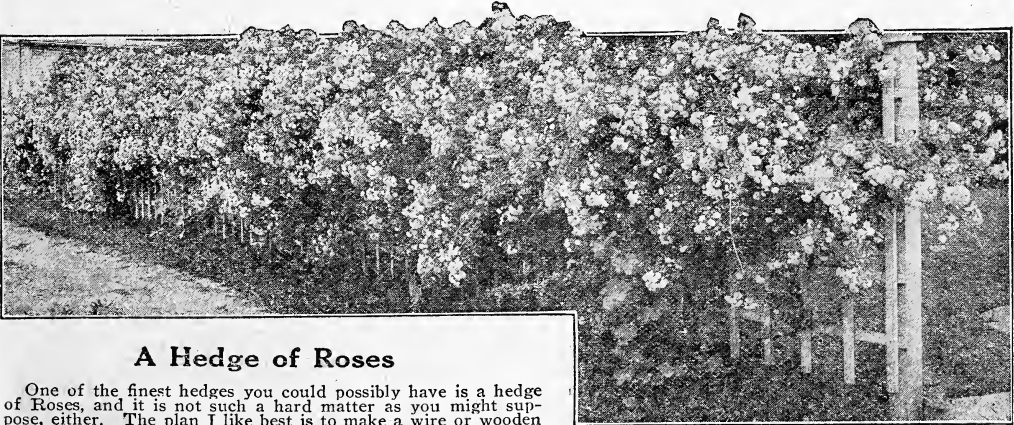 A Hedge of Roses
One of the finest hedges you could possibly have is a hedge
of Roses, and it is not such a hard matter as you might sup-
pose, either. The plan I like best is to make a wire or wooden